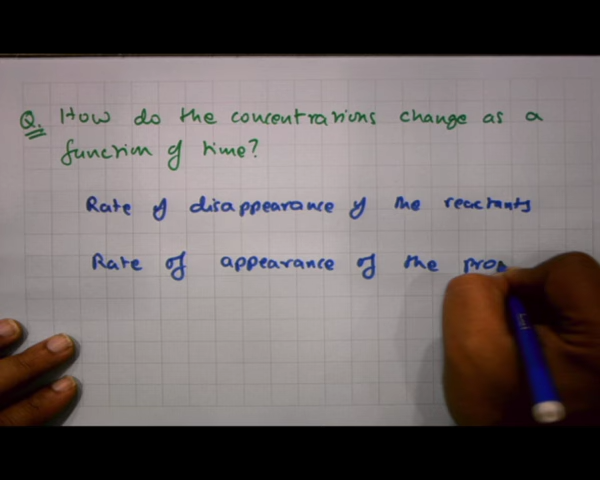 Q. How do the concentrations change as a
function of time?
Rate of disappearance of the reactants
Rate of appearance of the pro